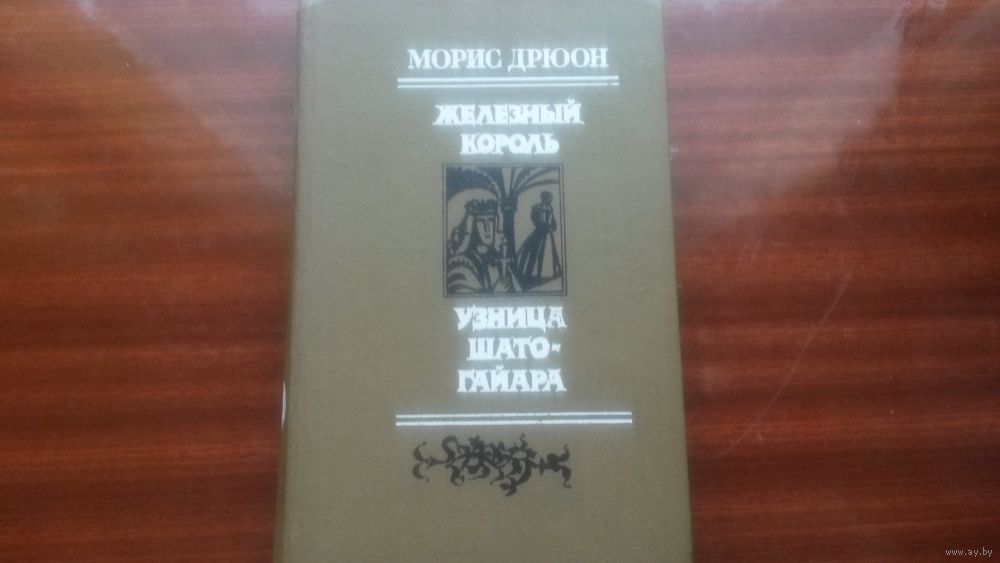 МОРИС ДРЮОН
ЖЕЛЕЗНЫЙ
КОРОЛЬ
УЗНИЦА
ШАТО-
ГАЙАРА
www.ay.by